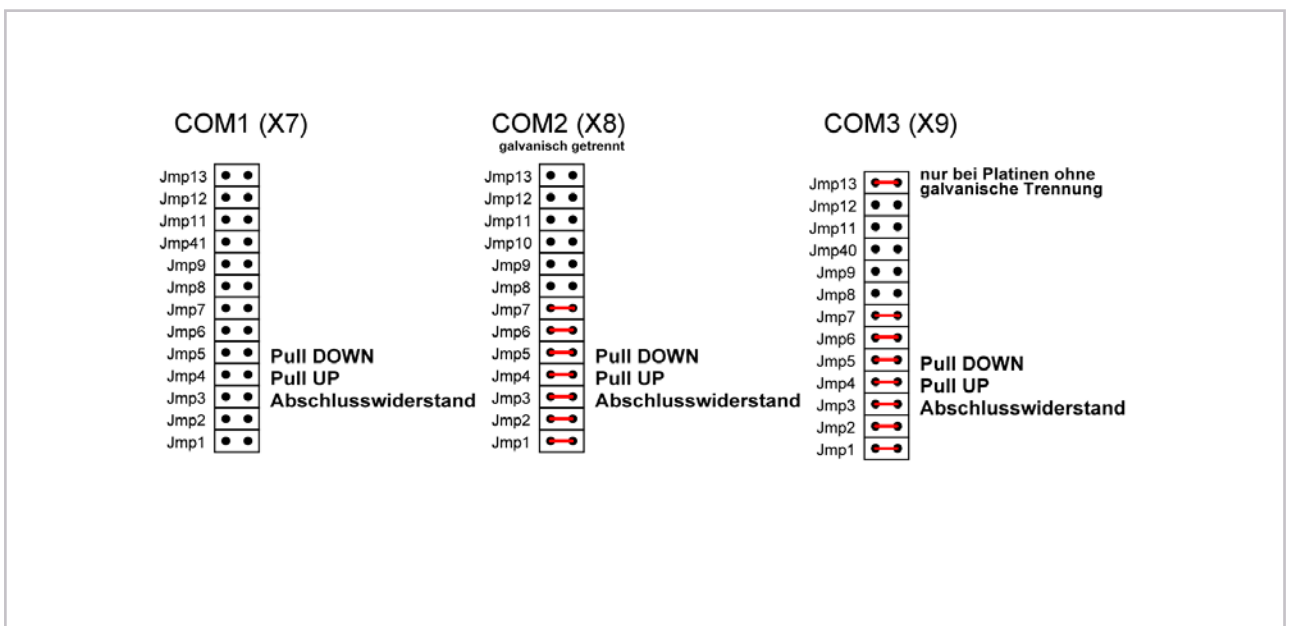 COM1 (X7)
Jmp13
Jmp12
Jmp11
Jmp41
Jmp9
Jmp8
Jmp7
Jmp6
Jmp5 Pull DOWN
Jmp4 Pull UP
Jmp3 Abschlusswiderstand
Jmp2
Jmp1
COM2 (X8)
galvanisch getrennt
Jmp13
Jmp12
Jmp11
Jmp10
Jmp9
Jmp8
Jmp7
Jmp6
Jmp5 Pull DOWN
Jmp4 Pull UP
Jmp3 Abschlusswiderstand
Jmp2
Jmp1
COM3 (X9)
nur bei Platinen ohne
Jmp13 galvanische Trennung
Jmp12
Jmp11
Jmp40
Jmp9
Jmp8
Jmp7
Jmp6
Jmp5 Pull DOWN
Jmp4 Pull UP
Jmp3 Abschlusswiderstand
Jmp2
Jmp1